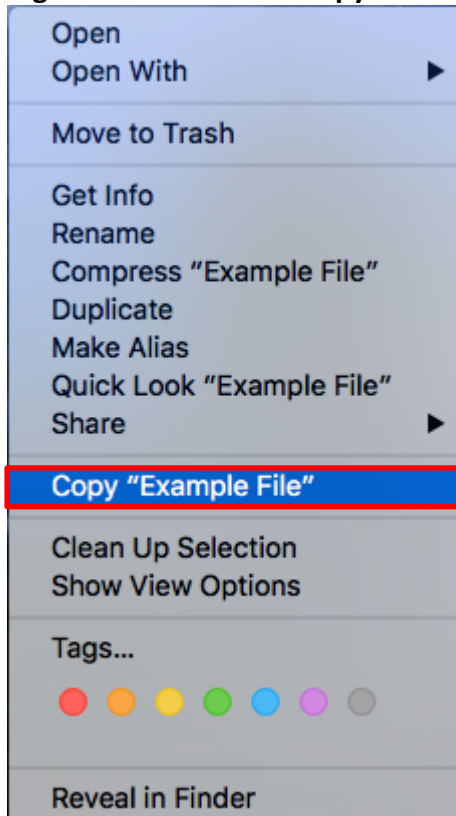 Open
Open With
Move to Trash
Get Info
Rename
Compress “Example File”
Duplicate
Make Alias
Quick Look “Example File”
Share
Copy “Example File”
Clean Up Selection
Show View Options
Tags...
Reveal in Finder